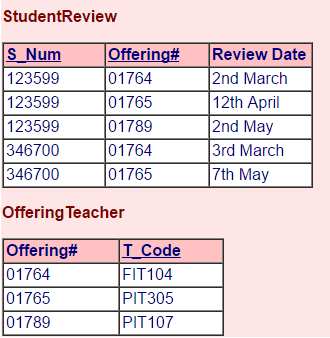 StudentReview
S_Num Offering# Review Date
123599 01764 2nd March
123599 01765 12th April
123599 01789 2nd May
346700 01764 3rd March
346700 01765 7th May
OfferingTeacher
Offering# T_Code
01764 FIT104
01765 PIT305
01789 PIT107